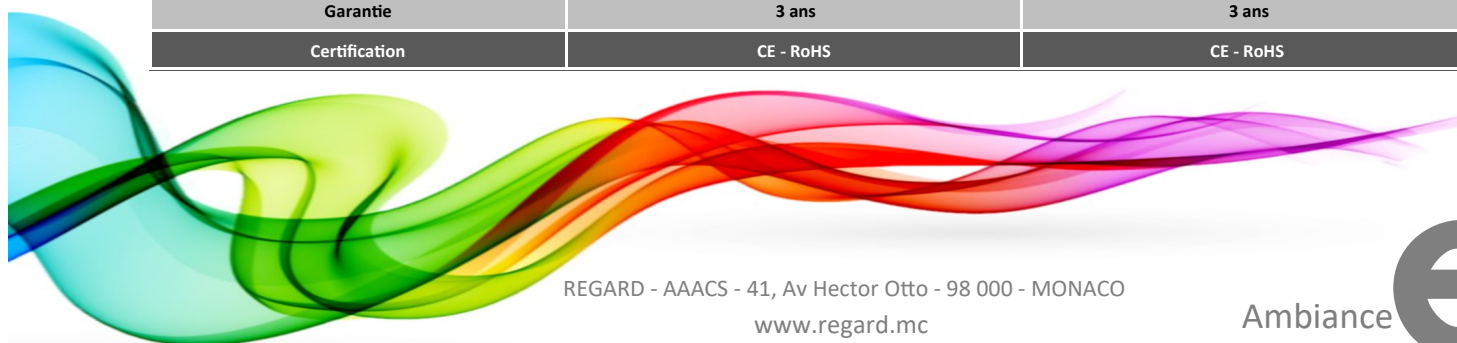 Garantie 3 ans 3 ans
Certification CE - RoHS CE - RoHS
REGARD - AAACS - 41, Av Hector Otto - 98 000 - MONACO
www.regard.mc
Ambiance e